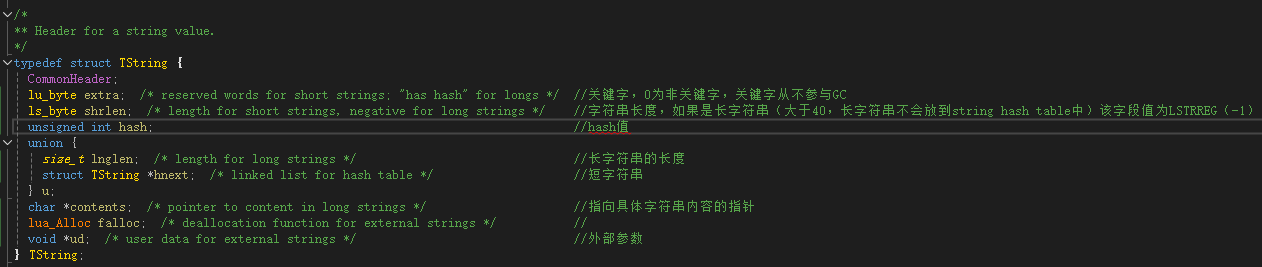 /*
** Header for a string value.
*/
typedef struct TString {
CommonHeader;
lu_byte extra;  /* reserved words for short strings; "has hash" for longs */  //关键字，0为非关键字，关键字从不参与GC
ls_byte shrlen;  /* length for short strings, negative for long strings */  //字符串长度，如果是长字符串（大于40，长字符串不会放到string hash table中）该字段值为LSTRREG（-1）
unsigned int hash;  //hash值
union {
size_t lnglen;  /* length for long strings */  //长字符串的长度
struct TString *hnext;  /* linked list for hash table */  //短字符串
} u;
char *contents;  /* pointer to content in long strings */  //指向具体字符串内容的指针
lua_Alloc falloc;  /* deallocation function for external strings */  //
void *ud;  /* user data for external strings */  //外部参数
} TString;